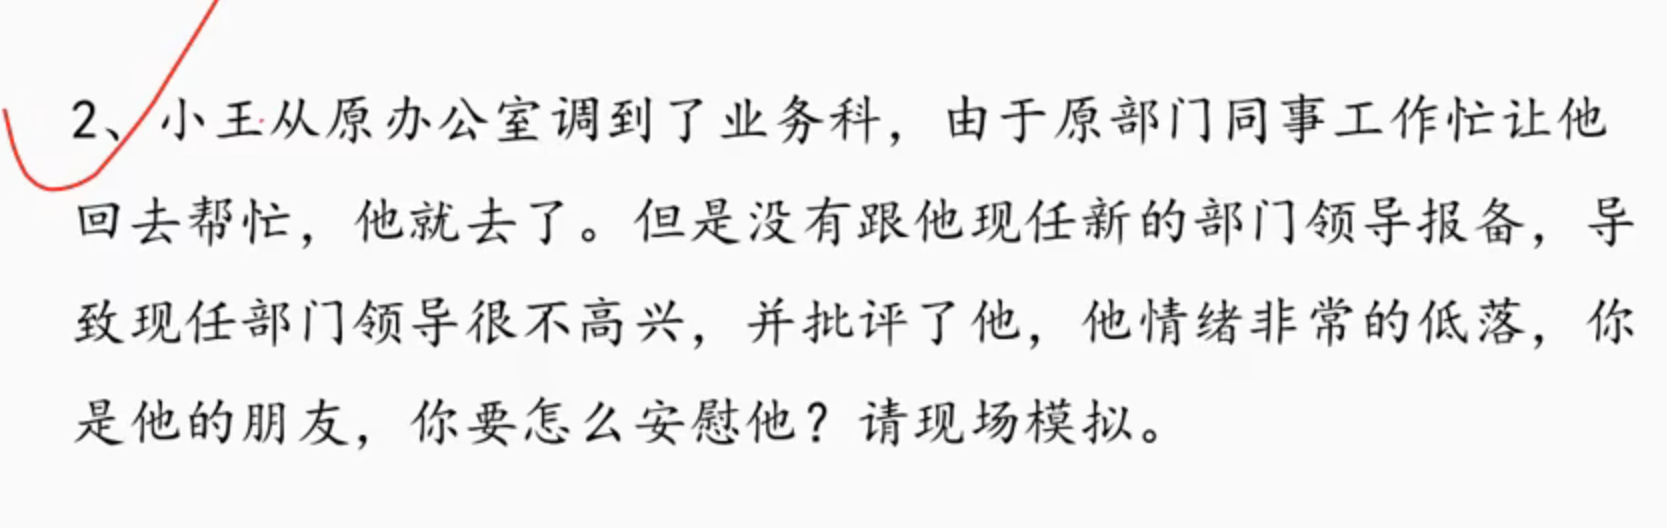 2、小王从原办公室调到了业务科，由于原部门同事工作忙让他
回去帮忙，他就去了。但是没有跟他现任新的部门领导报备，导
致现任部门领导很不高兴，并批评了他，他情绪非常的低落，你
是他的朋友，你要怎么安慰他？请现场模拟。